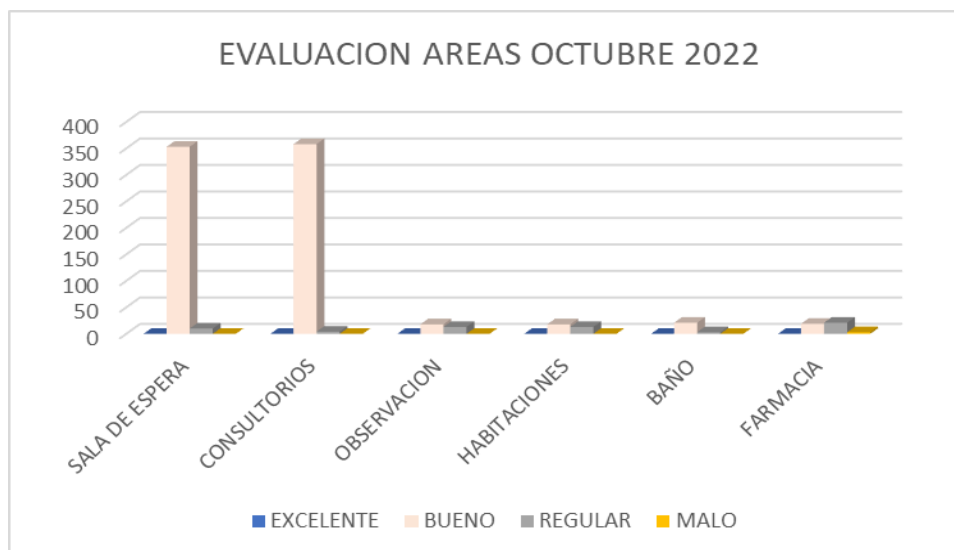 EVALUACION AREAS OCTUBRE 2022
400
350
300
250
200
150
100
50
0
SALA DE ESPERA
CONSULTORIOS
OBSERVACION
HABITACIONES
BAÑO
FARMACIA
EXCELENTE BUENO REGULAR MALO